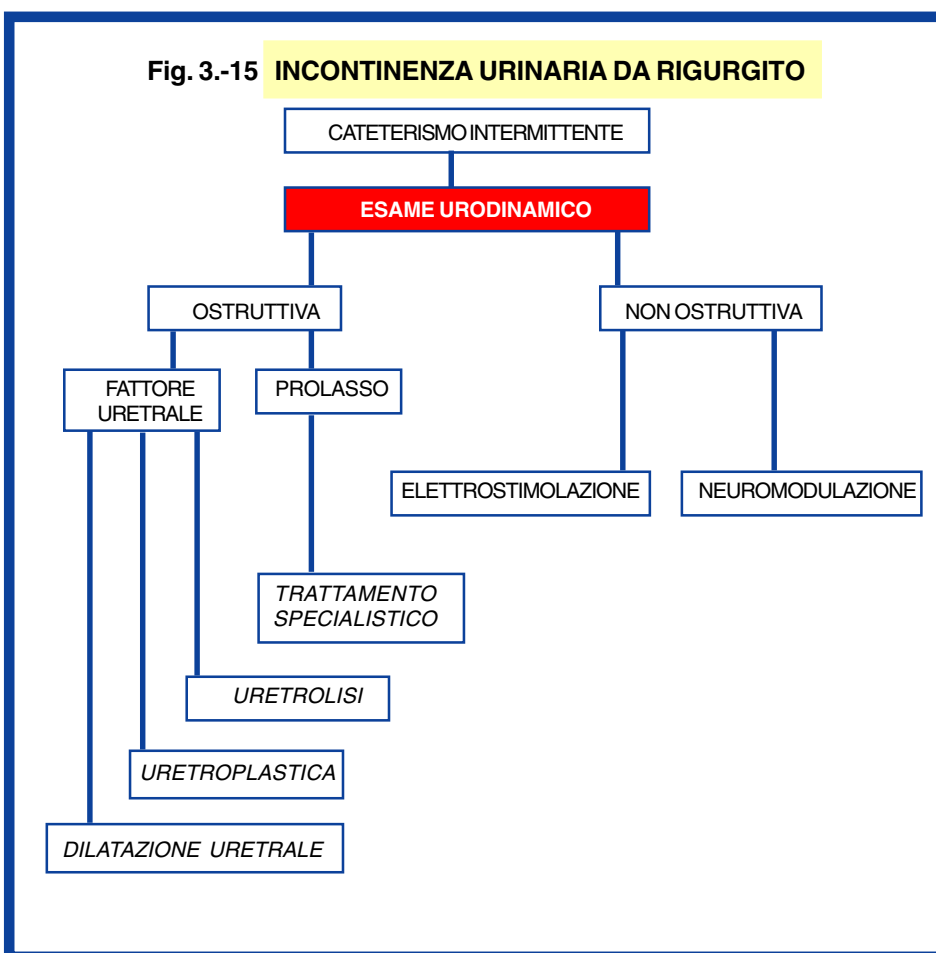 Fig. 3.-15 INCONTINENZA URINARIA DA RIGURGITO
CATETERISMO INTERMITTENTE
ESAME URODINAMICO
OSTRUTTIVA
NON OSTRUTTIVA
FATTORE
URETRALE
PROLASSO
ELETTROSTIMOLAZIONE
NEUROMODULAZIONE
TRATTAMENTO
SPECIALISTICO
URETROLISI
URETROPLASTICA
DILATAZIONE URETRALE